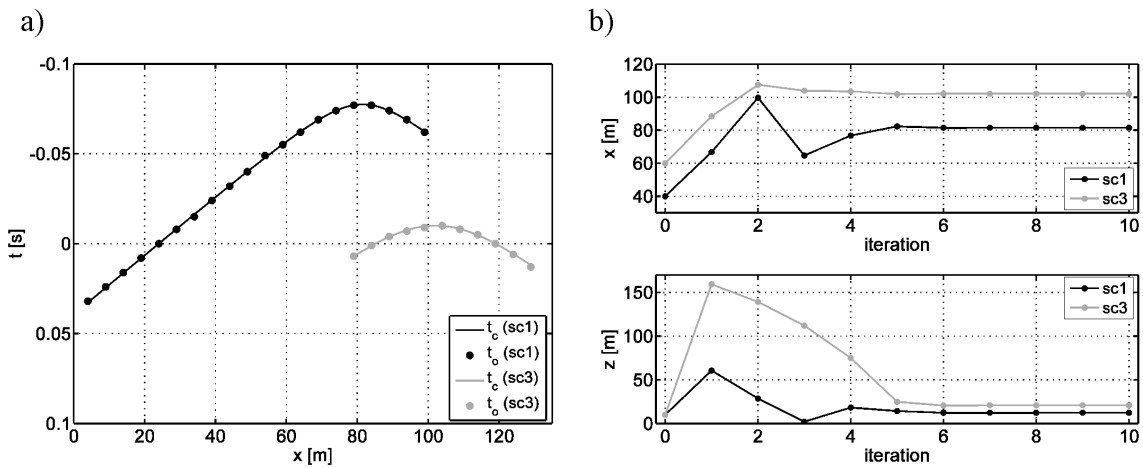 a)
-0.1
-0.05
0
0.05
0.1
t [s]
0 20 40 60 80 100 120
x [m]
t_c (sc1)
t_o (sc1)
t_c (sc3)
t_o (sc3)
b)
120
100
80
60
40
x [m]
0 2 4 6 8 10
iteration
sc1
sc3
150
100
50
0
z [m]
0 2 4 6 8 10
iteration
sc1
sc3